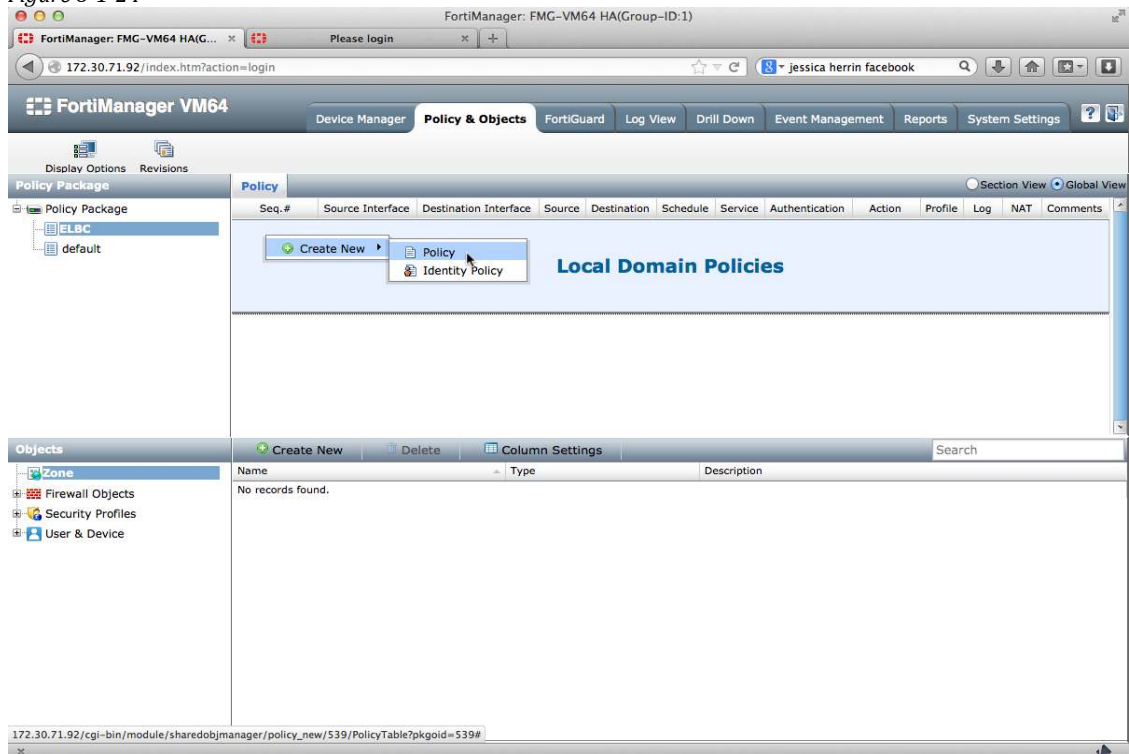 FortiManager: FMG-VM64 HA(Group-ID:1)
FortiManager: FMG-VM64 HA(G... × Please login × +
172.30.71.92/index.htm?action=login 8 jessica herrin facebook
FortiManager VM64
Device Manager Policy & Objects FortiGuard Log View Drill Down Event Management Reports System Settings ?
Display Options Revisions
Policy Package Policy Section View Global View
Policy Package
ELBC
default
Seq.# Source Interface Destination Interface Source Destination Schedule Service Authentication Action Profile Log NAT Comments
Create New
Policy
Identity Policy
Local Domain Policies
Objects Create New Delete Column Settings Search
Zone
Firewall Objects
Security Profiles
User & Device
Name Type Description
No records found.
172.30.71.92/cgi-bin/module/sharedobjmanager/policy_new/539/PolicyTable?pkgoid=539#
×